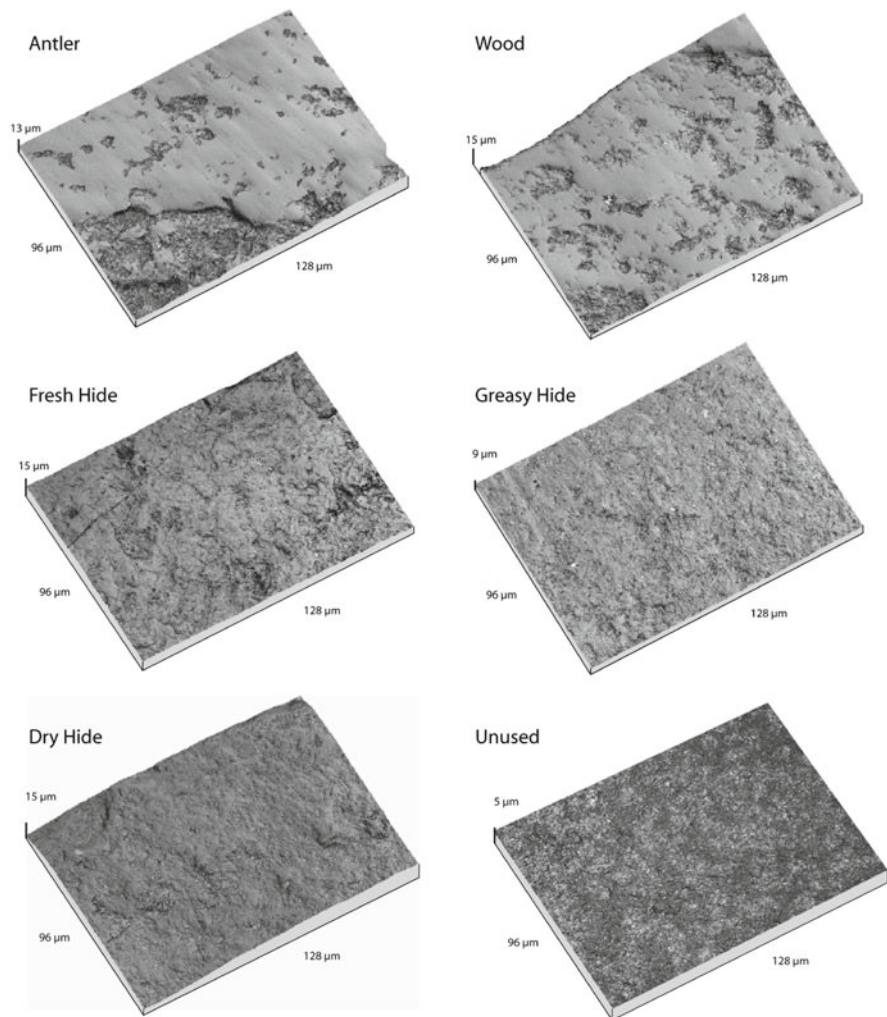 Antler
13 µm
96 µm
128 µm
Wood
15 µm
96 µm
128 µm
Fresh Hide
15 µm
96 µm
128 µm
Greasy Hide
9 µm
96 µm
128 µm
Dry Hide
15 µm
96 µm
128 µm
Unused
5 µm
96 µm
128 µm